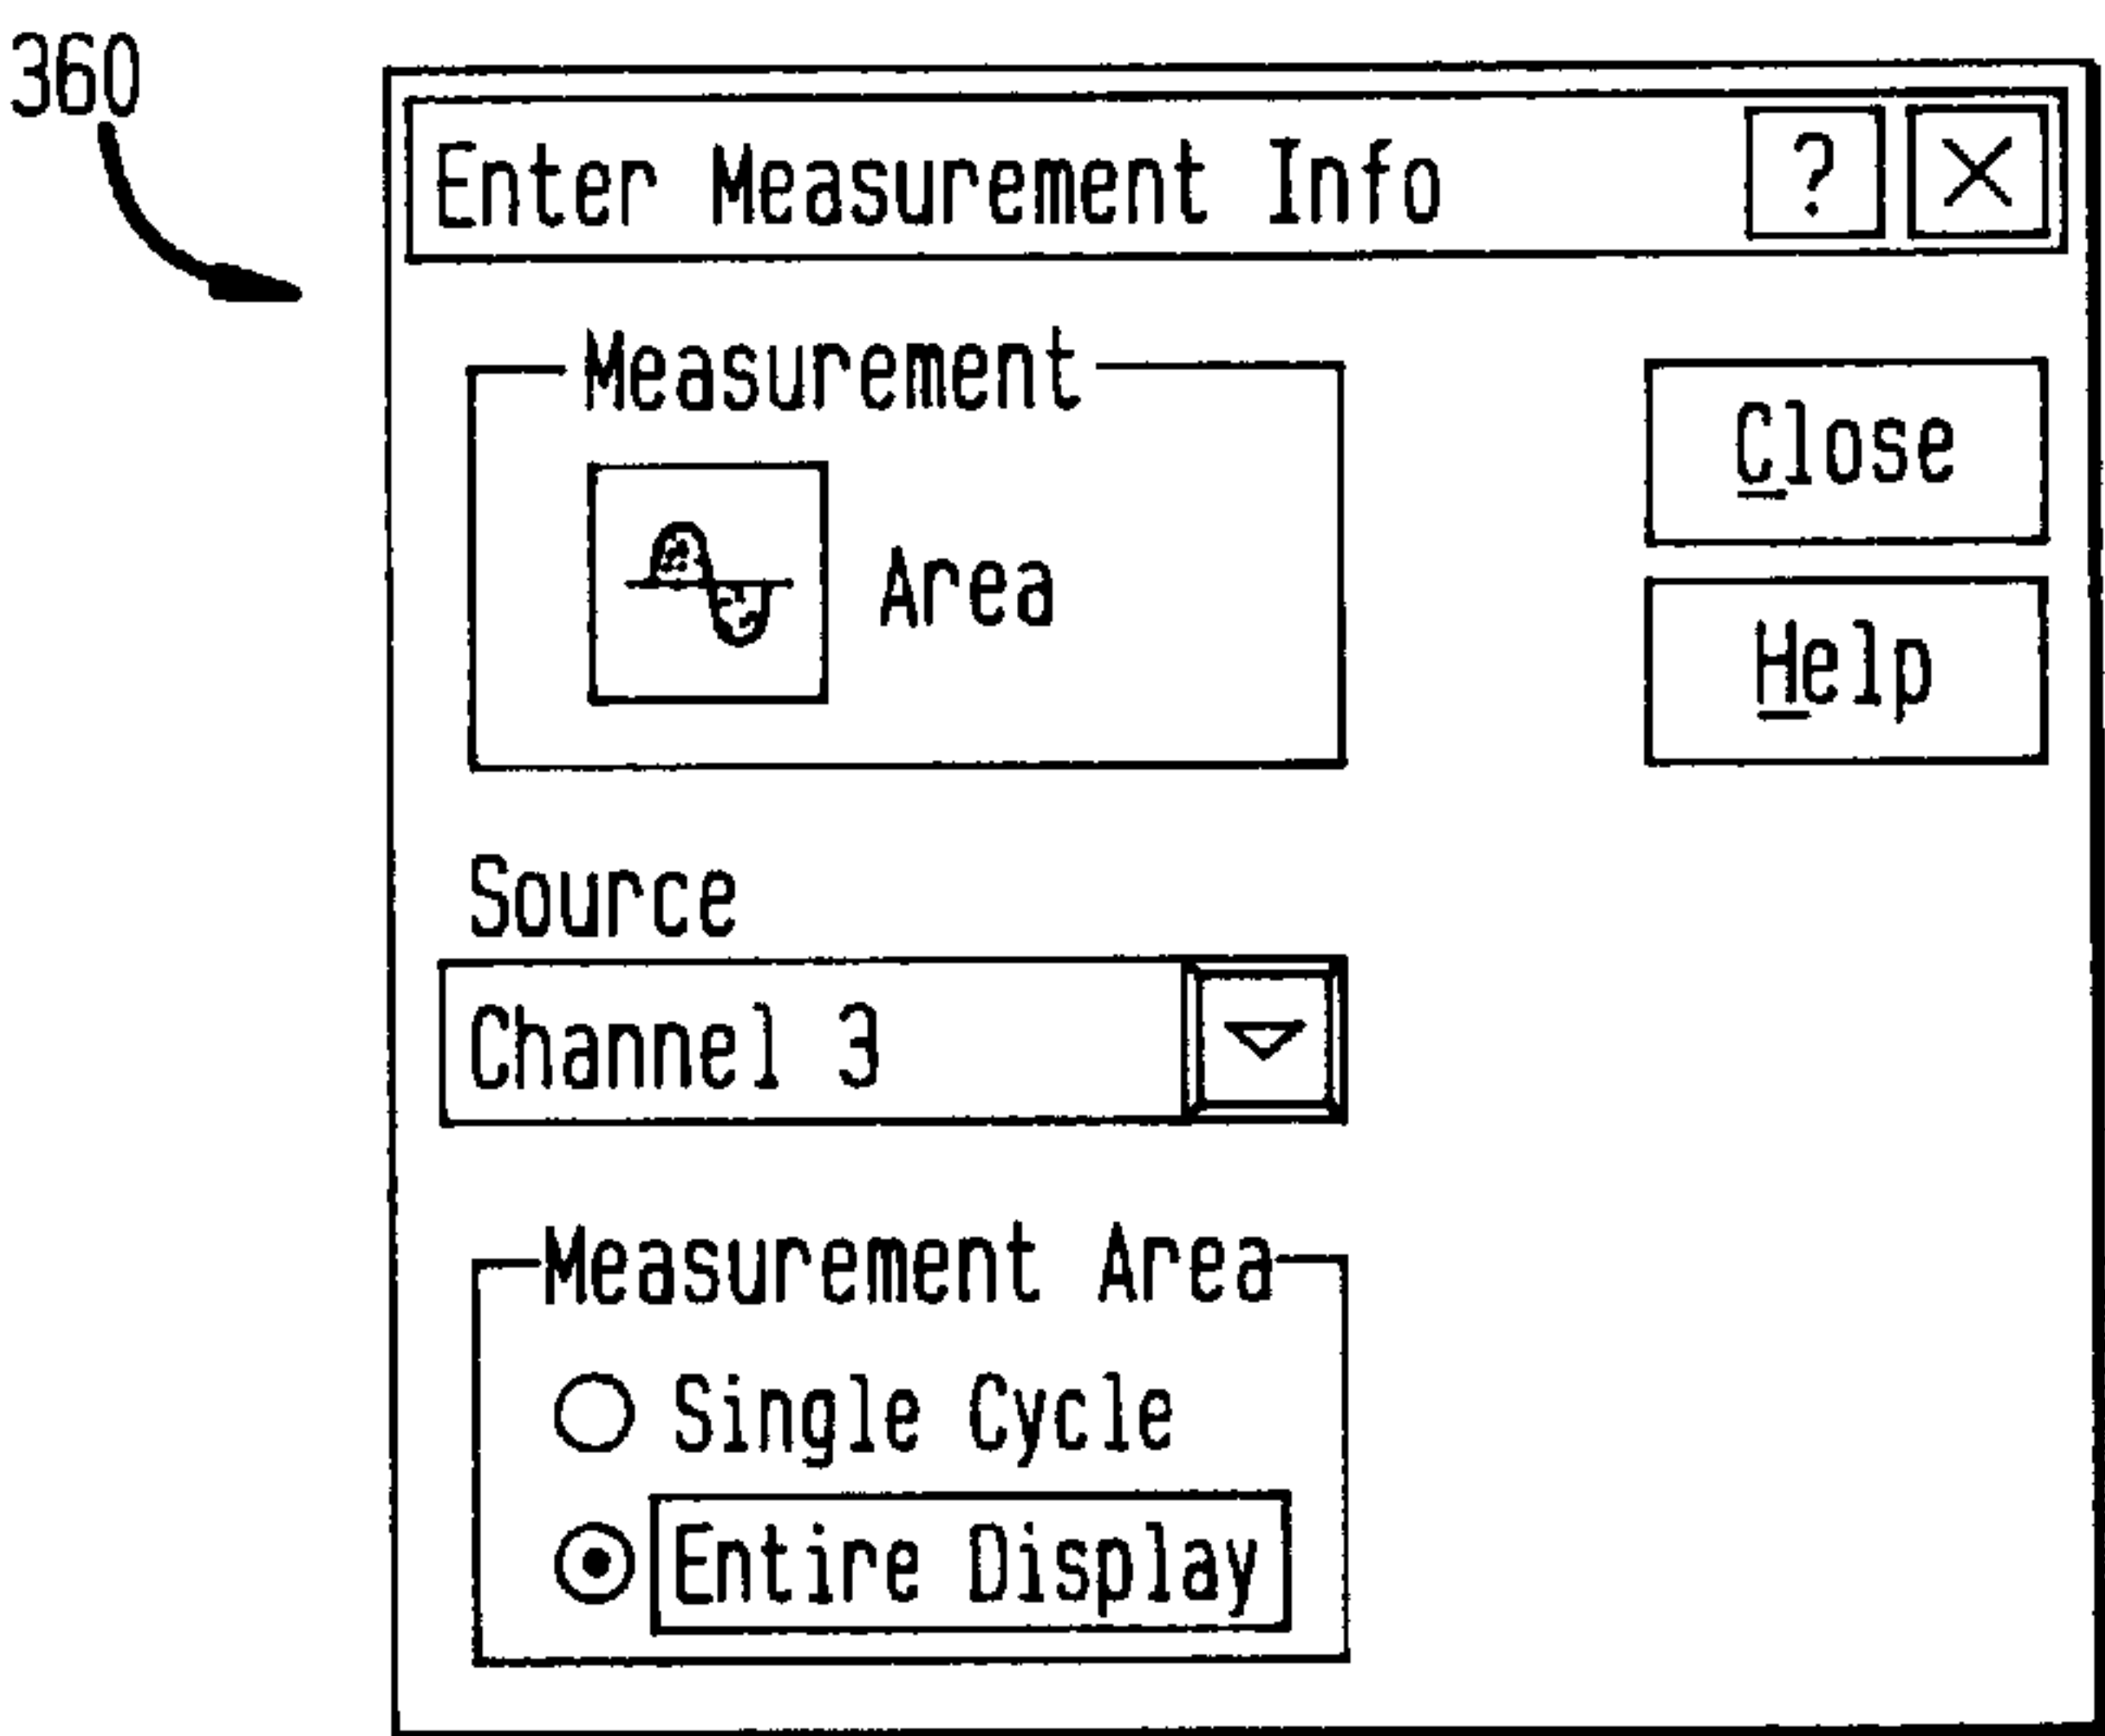 360
Enter Measurement Info ? X
Measurement
Close
Area
Help
Source
Channel 3
Measurement Area
Single Cycle
Entire Display